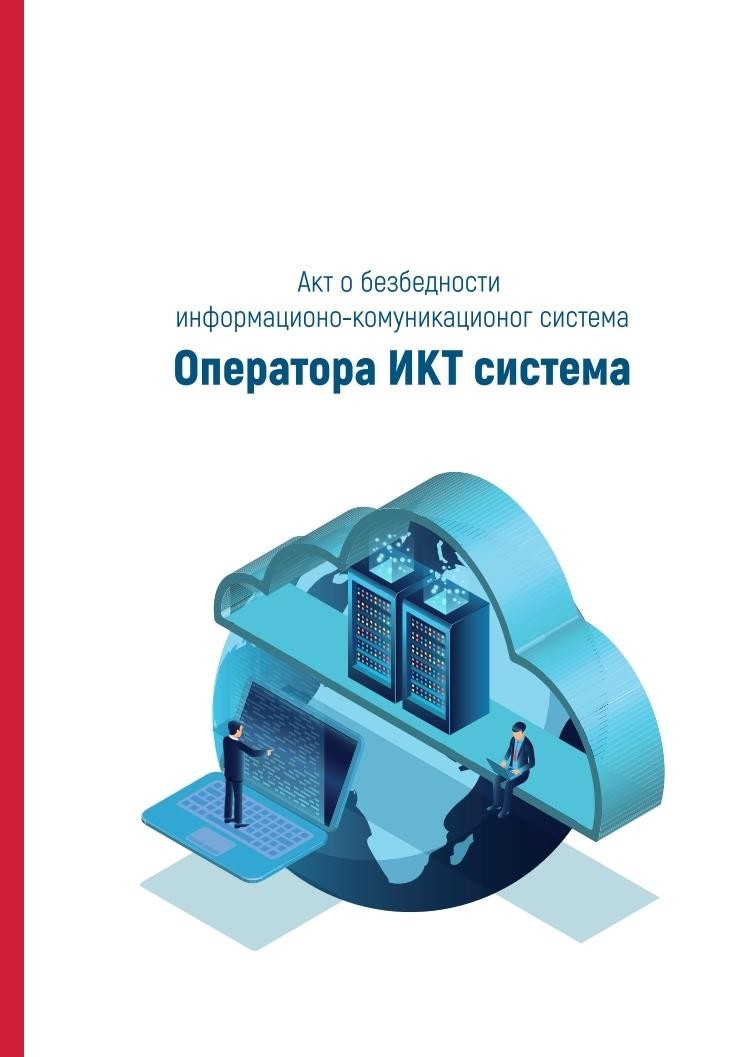 Акт о безбедности
информационо-комуникационог система
Оператора ИКТ система